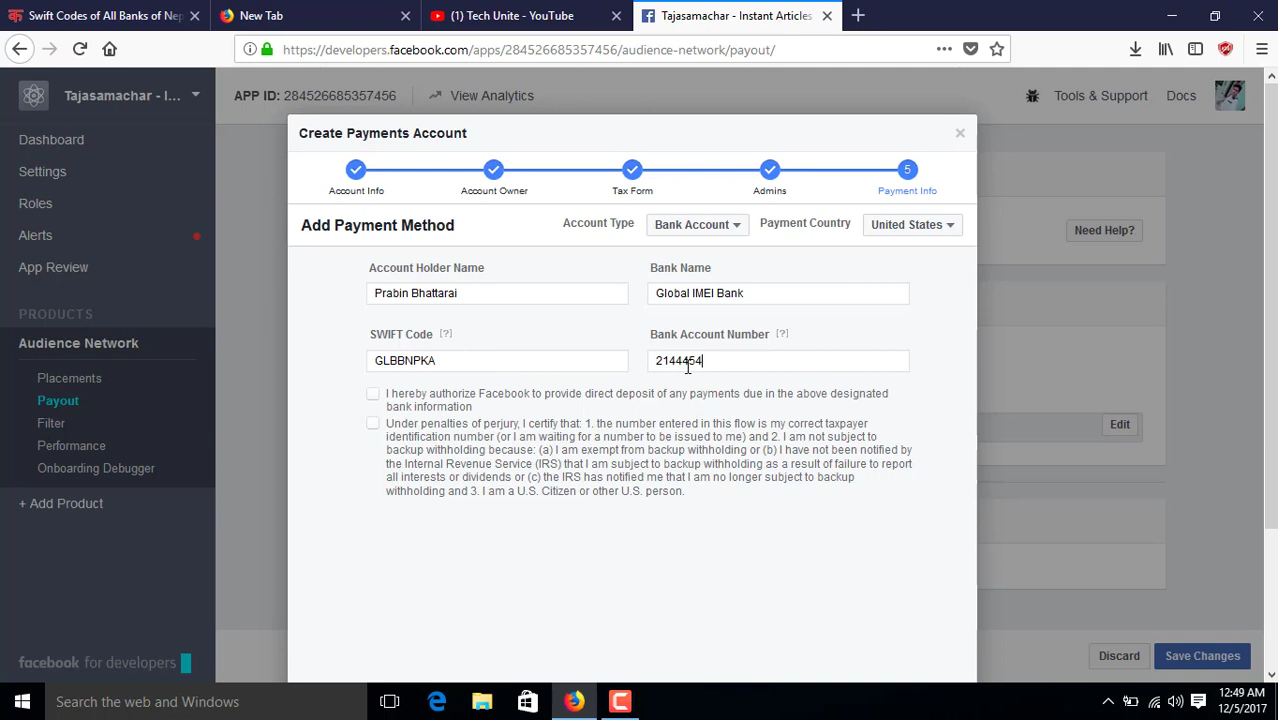 Swift Codes of All Banks of Nep
New Tab
(1) Tech Unite - YouTube
Tajasamachar - Instant Articles
https://developers.facebook.com/apps/284526685357456/audience-network/payout/
Tajasamachar - I...
APP ID: 284526685357456
View Analytics
Tools & Support
Docs
Dashboard
Settings
Roles
Alerts
App Review
PRODUCTS
Audience Network
Placements
Payout
Filter
Performance
Onboarding Debugger
+ Add Product
facebook for developers
Create Payments Account
×
5
Account Info
Account Owner
Tax Form
Admins
Payment Info
Add Payment Method
Account Type
Bank Account
Payment Country
United States
Need Help?
Account Holder Name
Bank Name
Prabin Bhattarai
Global IMEI Bank
SWIFT Code [?]
Bank Account Number [?]
GLBBNPKA
2144454
I hereby authorize Facebook to provide direct deposit of any payments due in the above designated
bank information
Under penalties of perjury, I certify that: 1. the number entered in this flow is my correct taxpayer
identification number (or I am waiting for a number to be issued to me) and 2. I am not subject to
backup withholding because: (a) I am exempt from backup withholding or (b) I have not been notified
by the Internal Revenue Service (IRS) that I am subject to backup withholding as a result of failure to report
all interests or dividends or (c) the IRS has notified me that I am no longer subject to backup
withholding and 3. I am a U.S. Citizen or other U.S. person.
Edit
Discard
Save Changes
Search the web and Windows
12:49 AM
12/5/2017